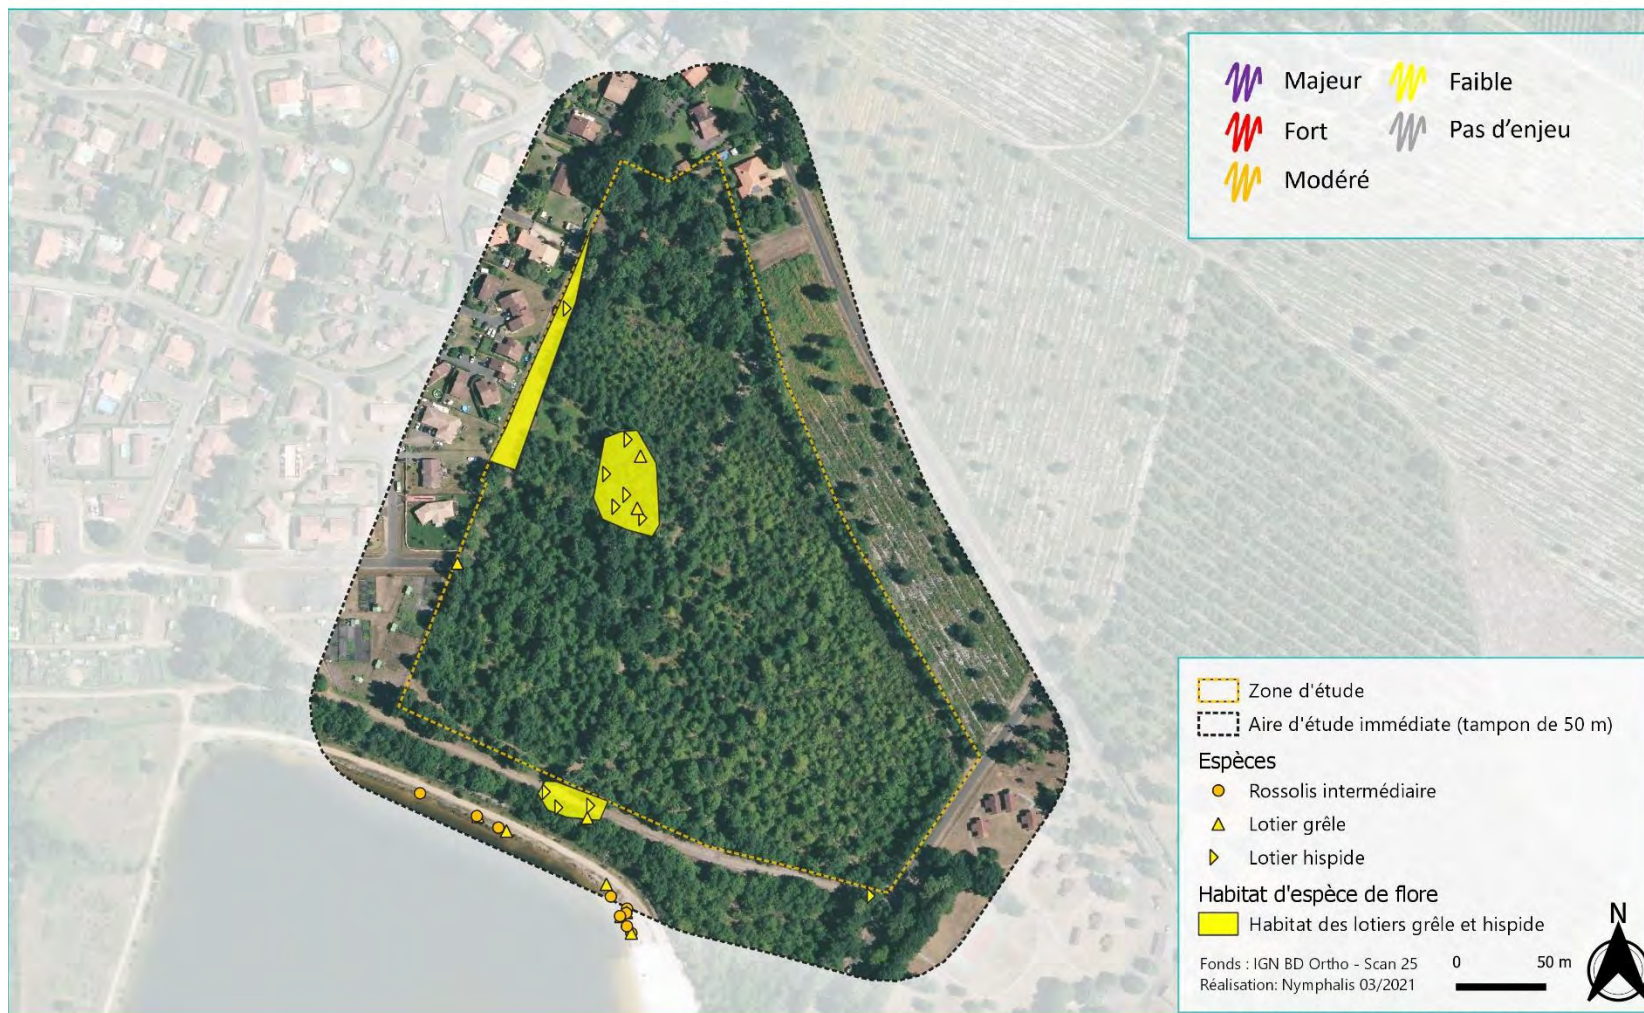 Majeur
Faible
Fort
Pas d’enjeu
Modéré
Zone d'étude
Aire d'étude immédiate (tampon de 50 m)
Espèces
Rossolis intermédiaire
Lotier grêle
Lotier hispide
Habitat d'espèce de flore
Habitat des lotiers grêle et hispide
Fonds : IGN BD Ortho - Scan 25
Réalisation: Nymphalis 03/2021
0 50 m
N